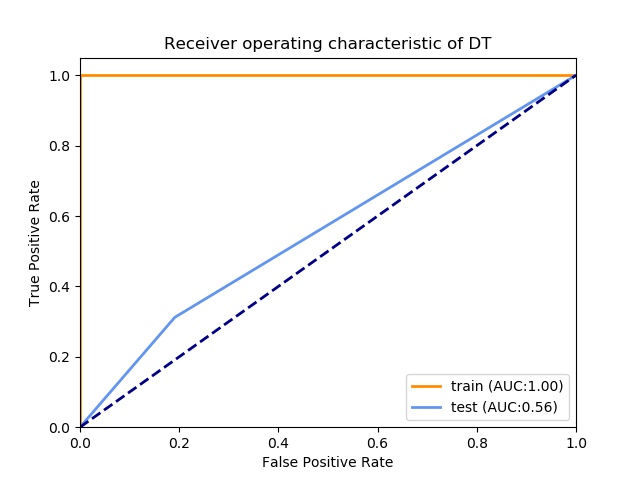 Receiver operating characteristic of DT
True Positive Rate
1.0
0.8
0.6
0.4
0.2
0.0
0.0 0.2 0.4 0.6 0.8 1.0
False Positive Rate
train (AUC:1.00)
test (AUC:0.56)